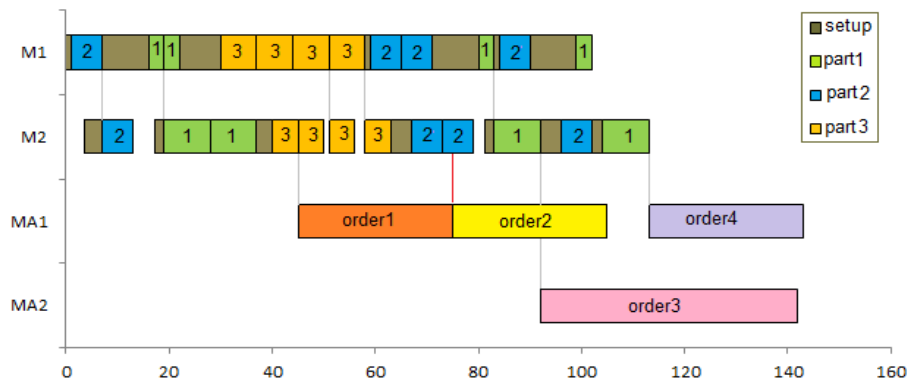 M1 2 1 1 3 3 3 3 2 2 1 2 1
M2 2 1 1 3 3 3 3 2 2 1 2 1
MA1 order1 order2 order4
MA2 order3
0 20 40 60 80 100 120 140 160
setup
part1
part2
part3